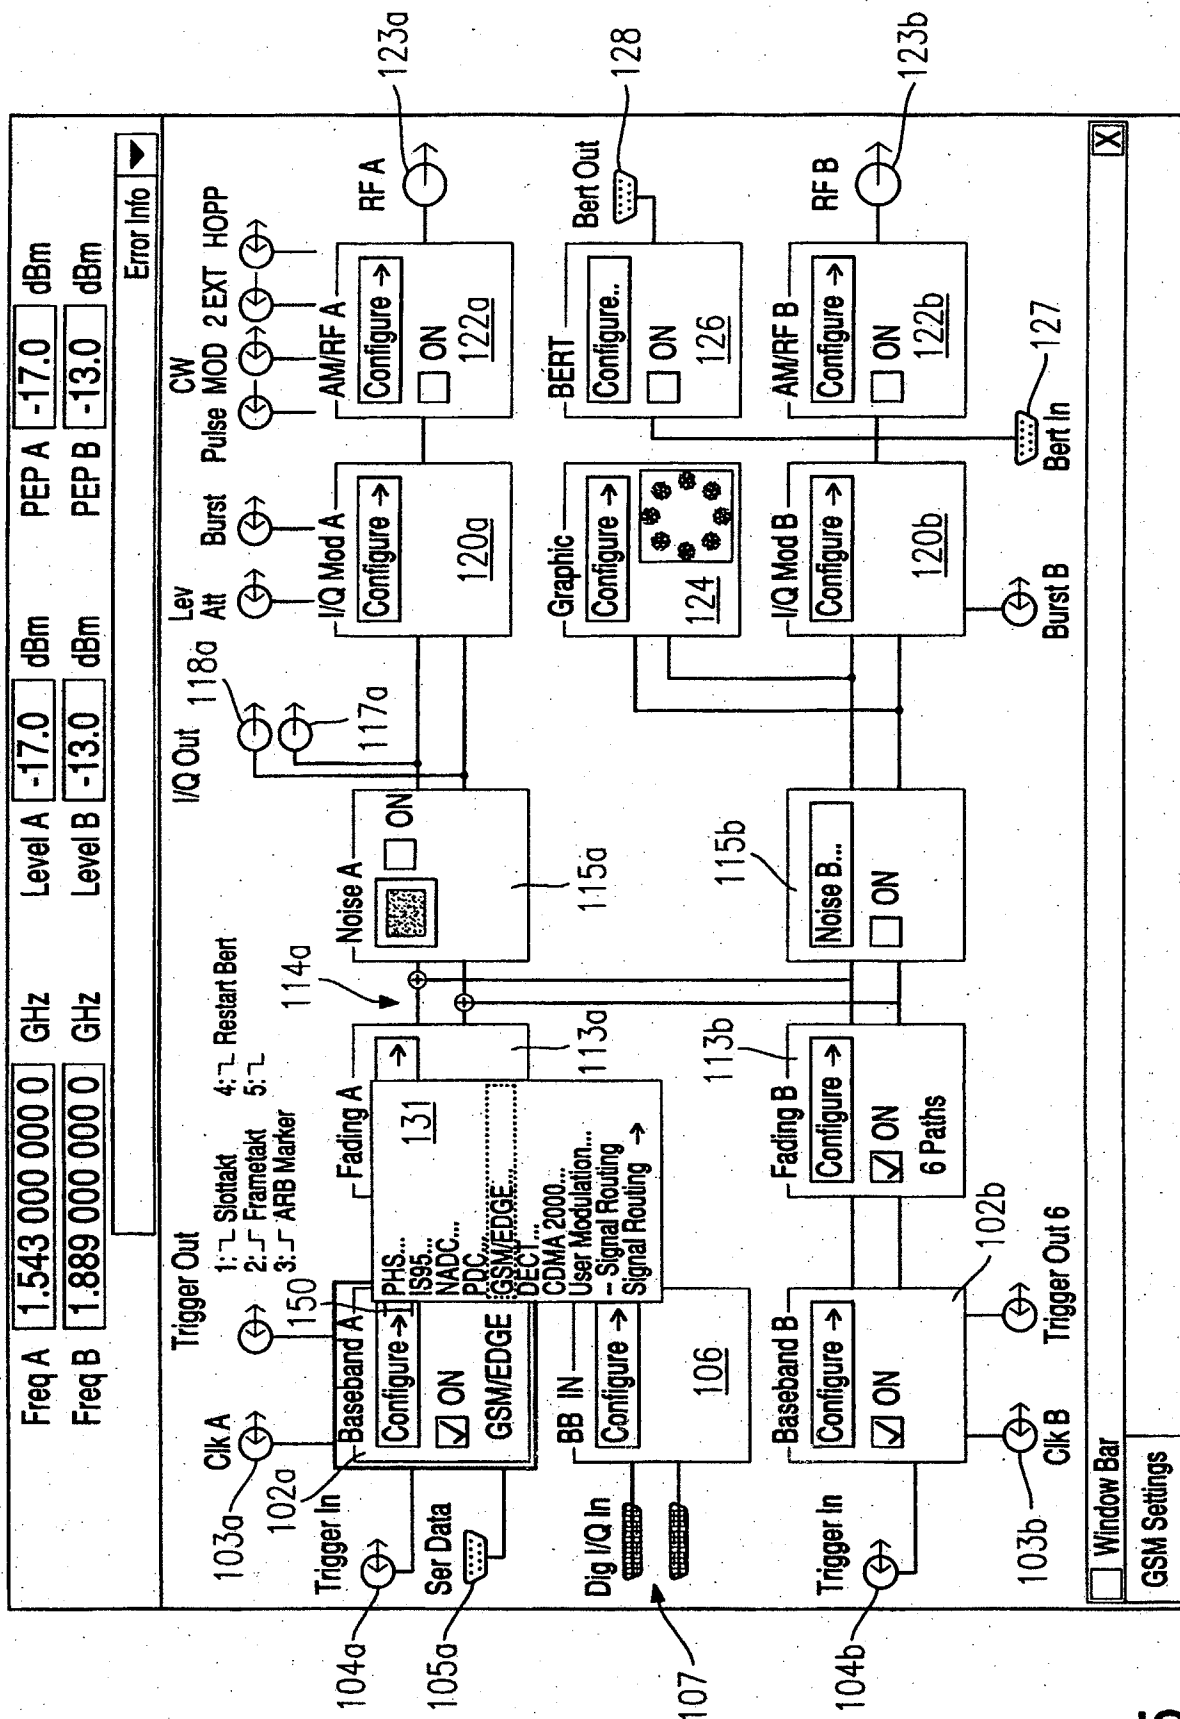 Freq A 1.543 000 000 0 GHz Level A -17.0 dBm PEP A -17.0 dBm
Freq B 1.889 000 000 0 GHz Level B -13.0 dBm PEP B -13.0 dBm
Error Info
Clk A
Trigger Out
1: Slottakt
2: Frametakt
3: ARB Marker
4: Restart Bert
5:
I/Q Out
Lev Att
Burst
Pulse
CW
MOD
2 EXT
HOPP
103a
150
118a
117a
102a
Trigger In
104a
Ser Data
105a
Baseband A
Configure →
ON
GSM/EDGE
Fading A
→
113a
114a
131
PHS...
IS95...
NADC...
PDC...
GSM/EDGE...
DECT...
CDMA 2000...
User Modulation...
-- Signal Routing
Signal Routing →
Noise A
ON
115a
I/Q Mod A
Configure →
120a
AM/RF A
Configure →
ON
122a
RF A
123a
Dig I/Q In
107
BB IN
Configure →
106
Graphic
Configure →
124
BERT
Configure..
ON
126
Bert Out
128
Trigger In
104b
Baseband B
Configure →
ON
102b
Fading B
Configure →
ON
6 Paths
113b
Noise B...
ON
115b
I/Q Mod B
Configure →
120b
AM/RF B
Configure →
ON
122b
RF B
123b
103b
Clk B
Trigger Out 6
Burst B
Bert In
127
Window Bar X
GSM Settings